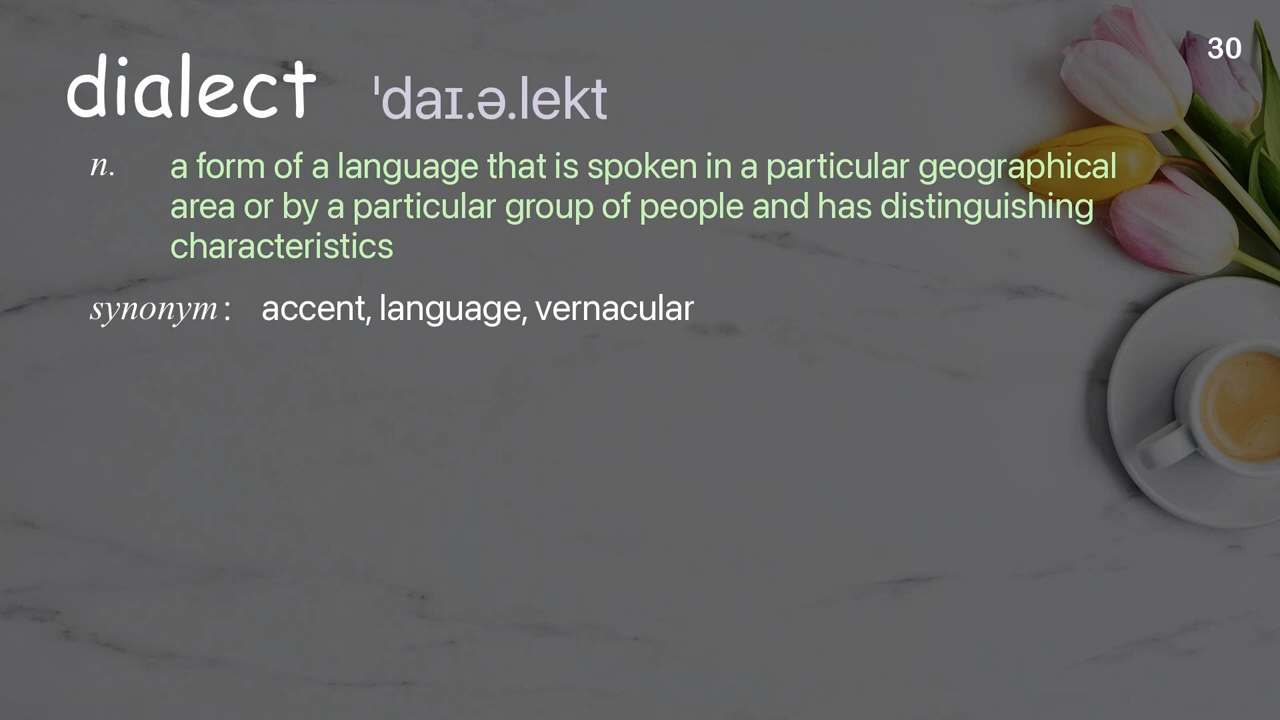 30
dialect ˈdaɪ.ə.lekt
n. a form of a language that is spoken in a particular geographical
area or by a particular group of people and has distinguishing
characteristics
synonym: accent, language, vernacular